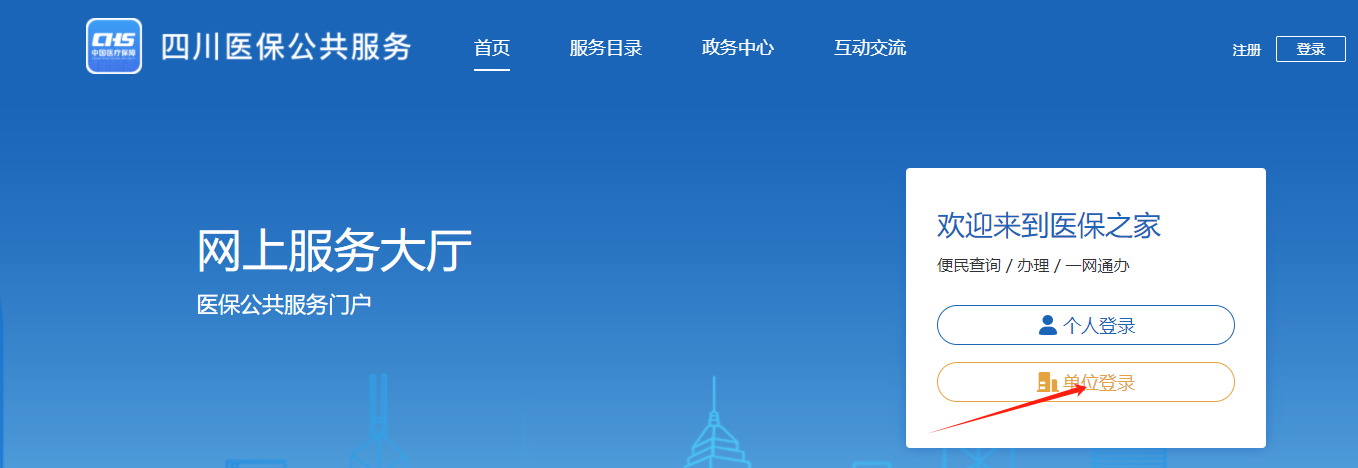 CHS
中国医疗保障
四川医保公共服务
首页 服务目录 政务中心 互动交流 注册 登录
网上服务大厅
医保公共服务门户
欢迎来到医保之家
便民查询 / 办理 / 一网通办
个人登录
单位登录